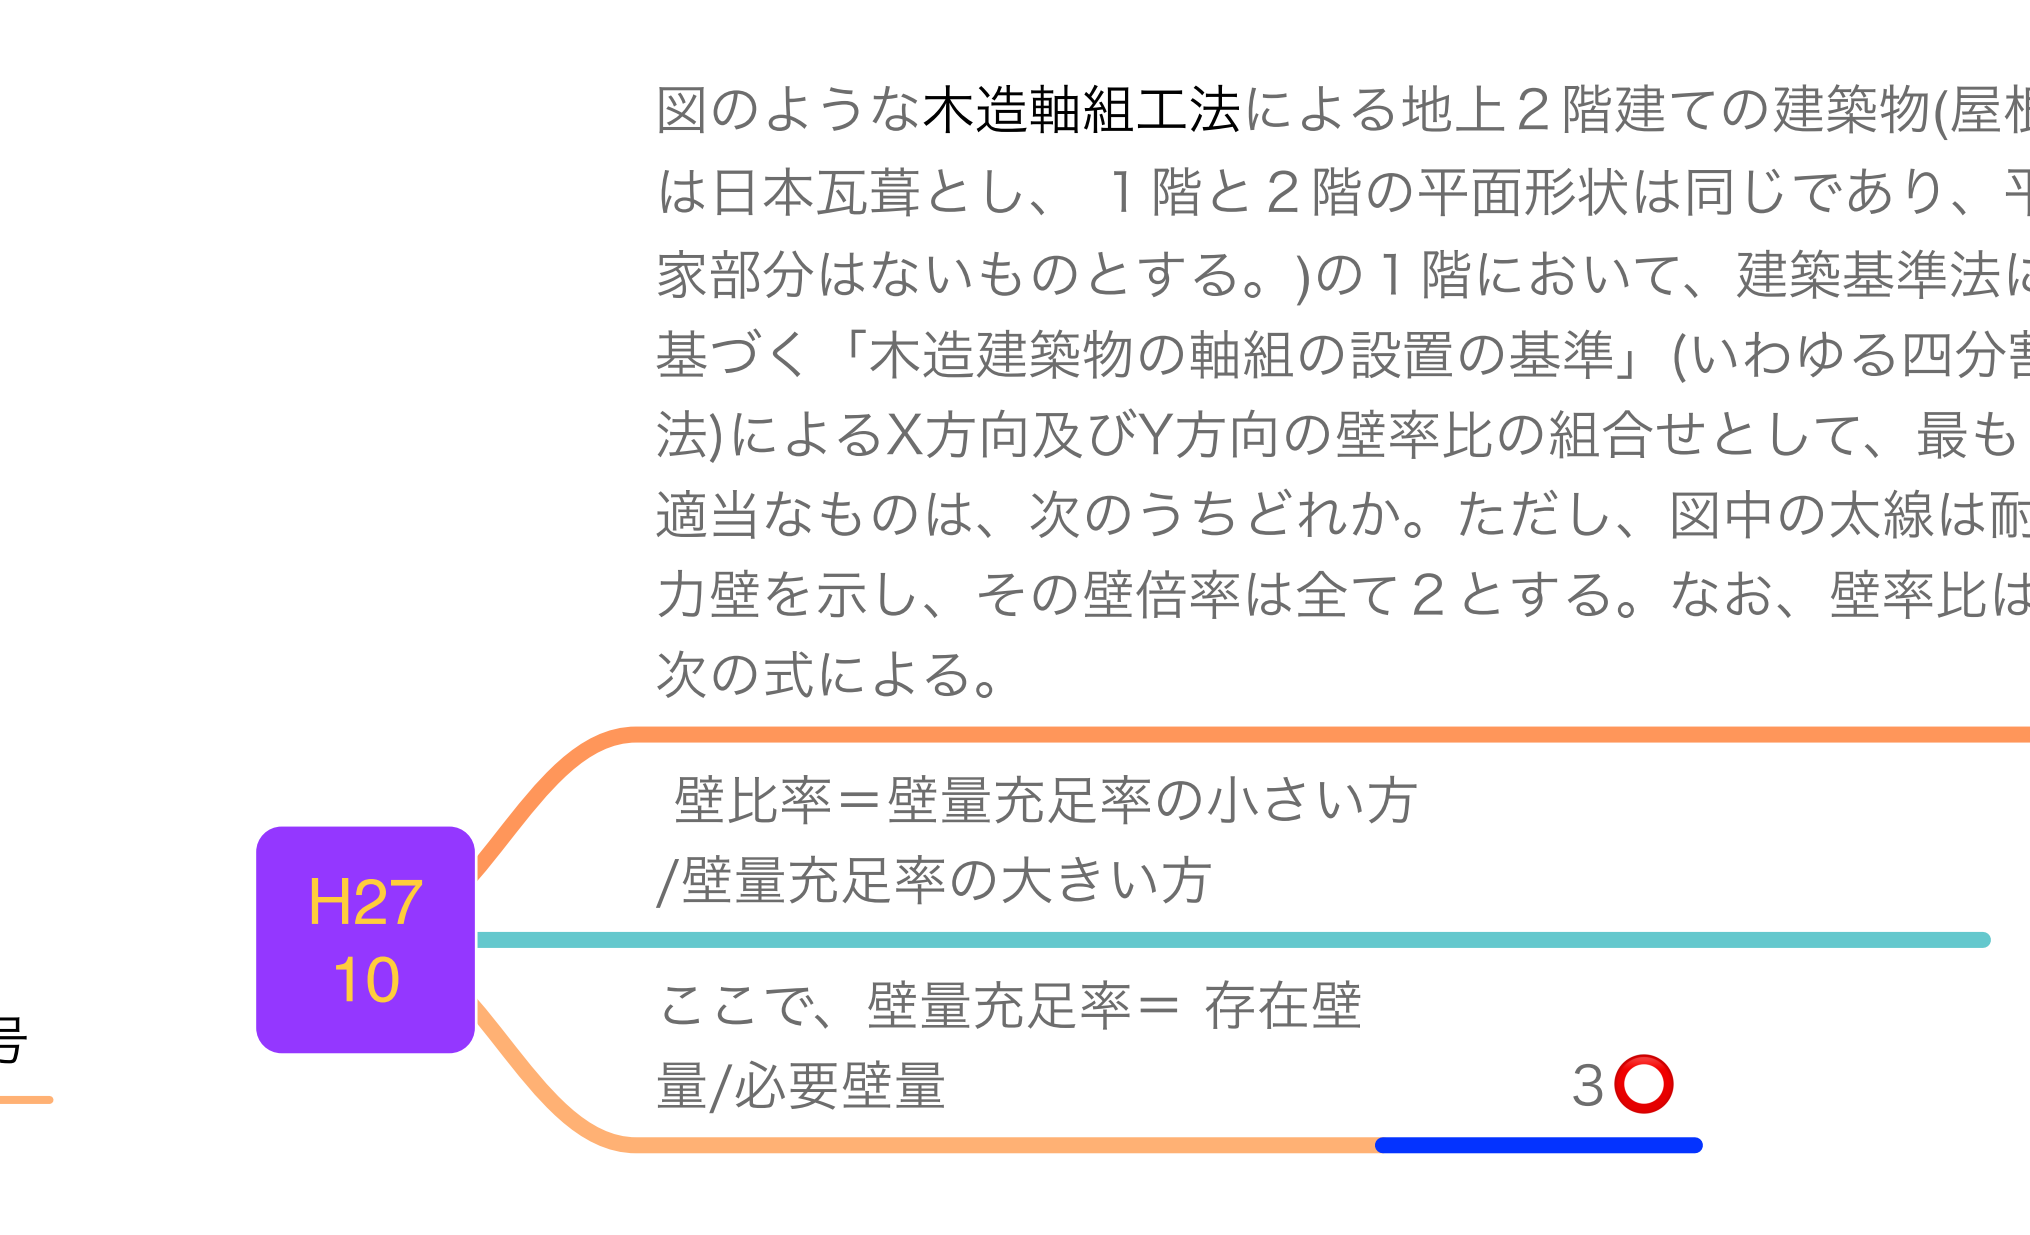 図のような木造軸組工法による地上２階建ての建築物(屋根
は日本瓦葺とし、 １階と２階の平面形状は同じであり、平
家部分はないものとする。)の１階において、建築基準法に
基づく「木造建築物の軸組の設置の基準」(いわゆる四分割
法)によるX方向及びY方向の壁率比の組合せとして、最も
適当なものは、次のうちどれか。ただし、図中の太線は耐
力壁を示し、その壁倍率は全て２とする。なお、壁率比は
次の式による。
壁比率＝壁量充足率の小さい方
/壁量充足率の大きい方
H27
10
ここで、壁量充足率＝ 存在壁
量/必要壁量
3⭕
号